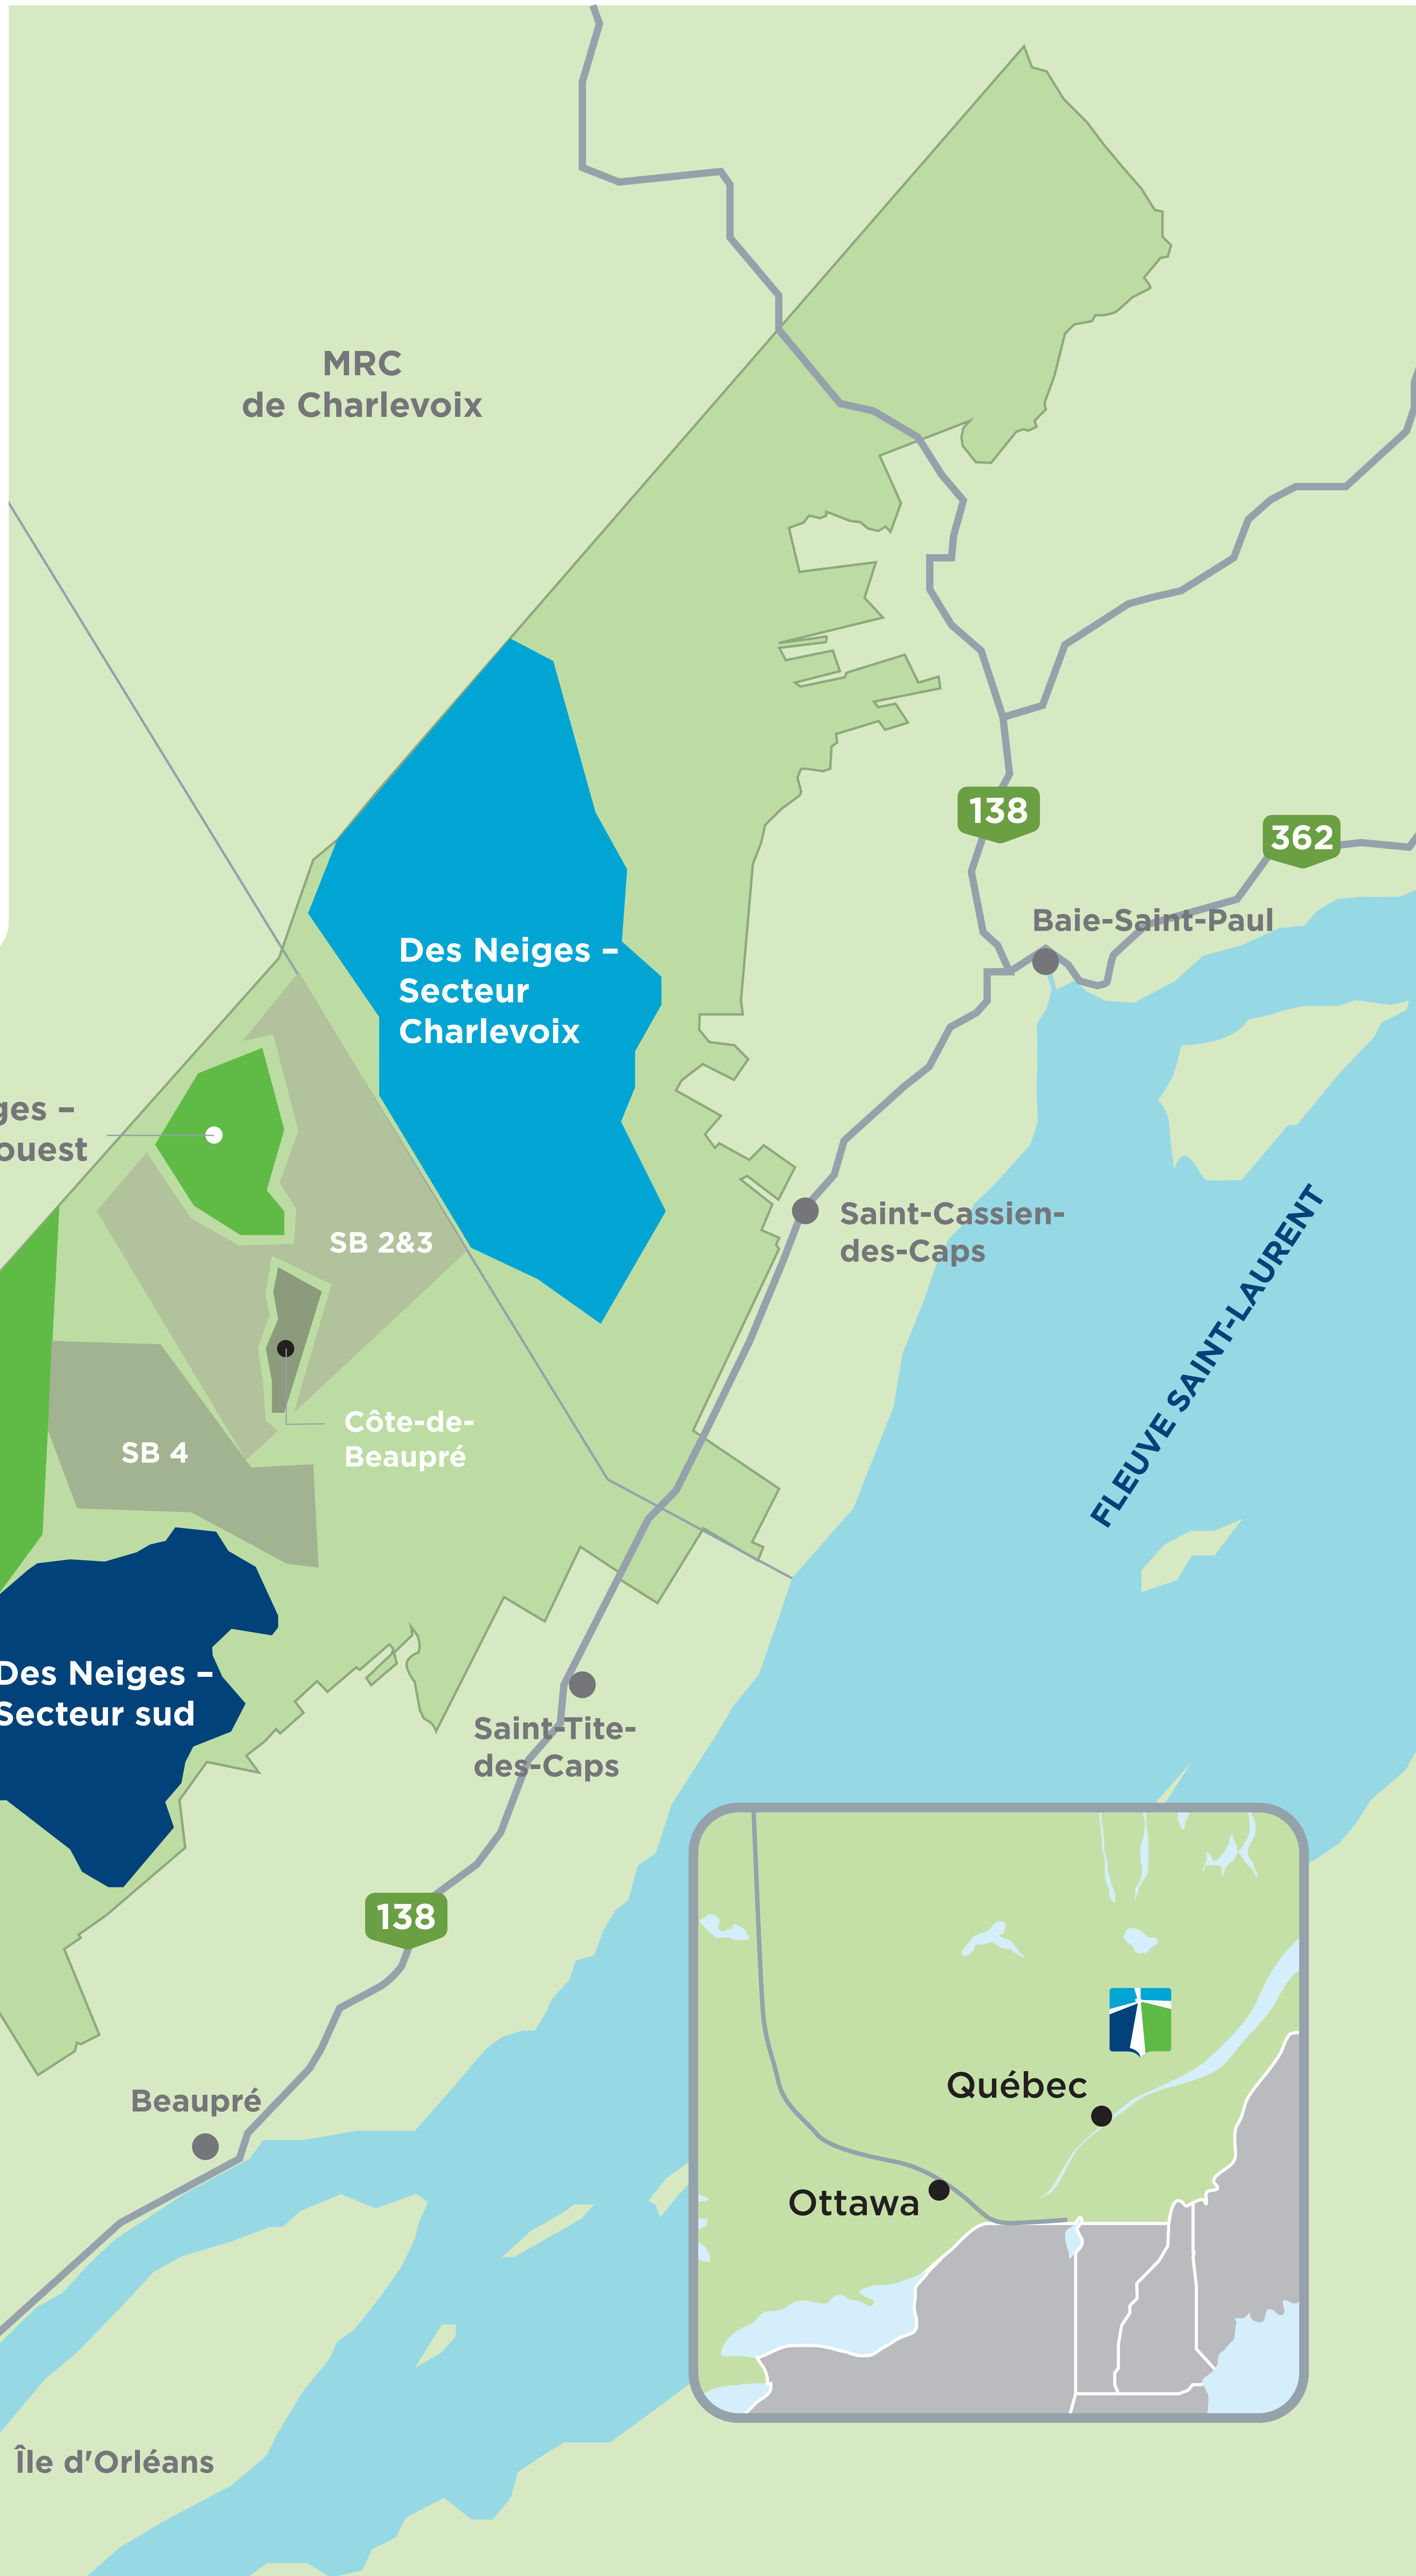 MRC
de Charlevoix
138
362
Baie-Saint-Paul
Des Neiges –
Secteur
Charlevoix
ges –
ouest
Saint-Cassien-
des-Caps
SB 2&3
FLEUVE SAINT-LAURENT
Côte-de-
Beaupré
SB 4
Des Neiges –
Secteur sud
Saint-Tite-
des-Caps
138
Québec
Beaupré
Ottawa
Île d'Orléans